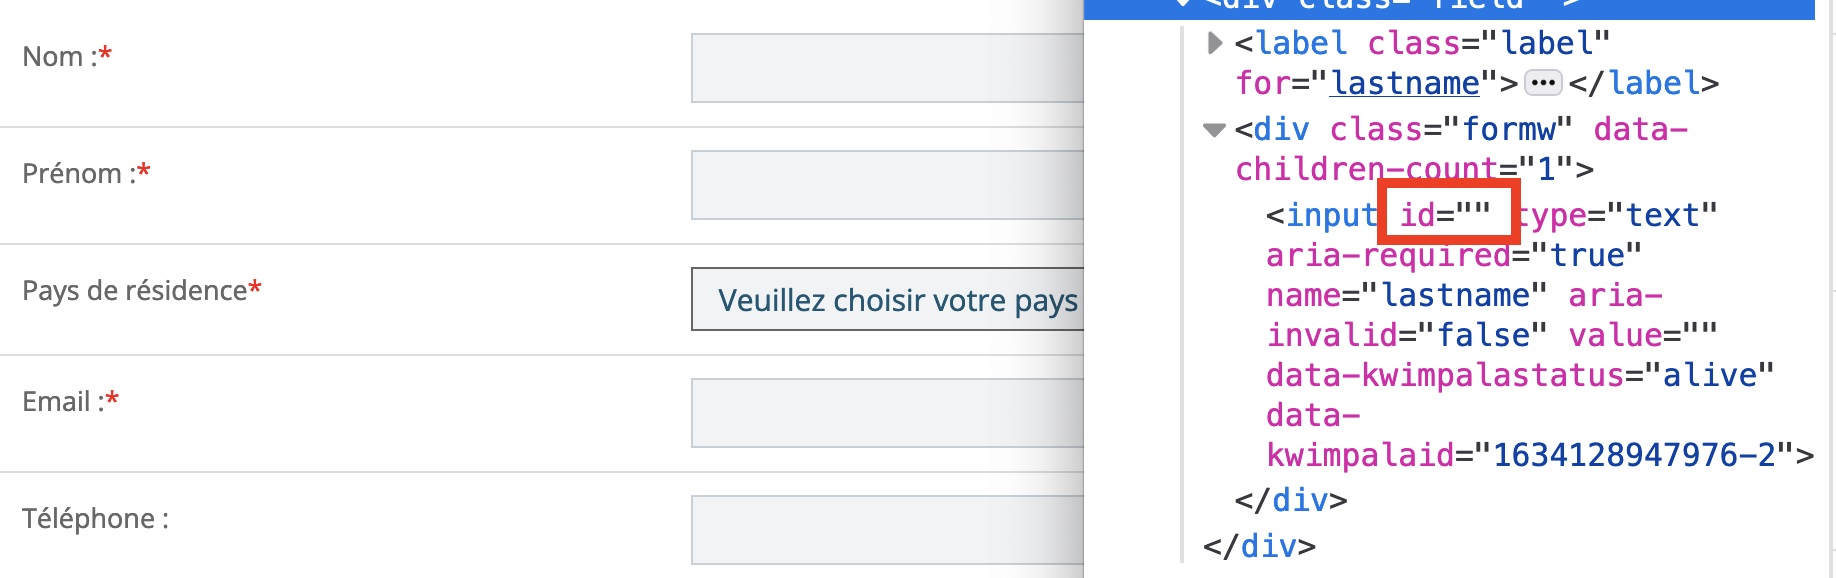 Nom :*
Prénom :*
Pays de résidence*
Veuillez choisir votre pays
Email :*
Téléphone :
<div class="field">
<label class="label"
for="lastname">•••</label>
<div class="formw" data-
children-count="1">
<input id="" type="text"
aria-required="true"
name="lastname" aria-
invalid="false" value=""
data-kwimpalastatus="alive"
data-
kwimpalaid="1634128947976-2">
</div>
</div>